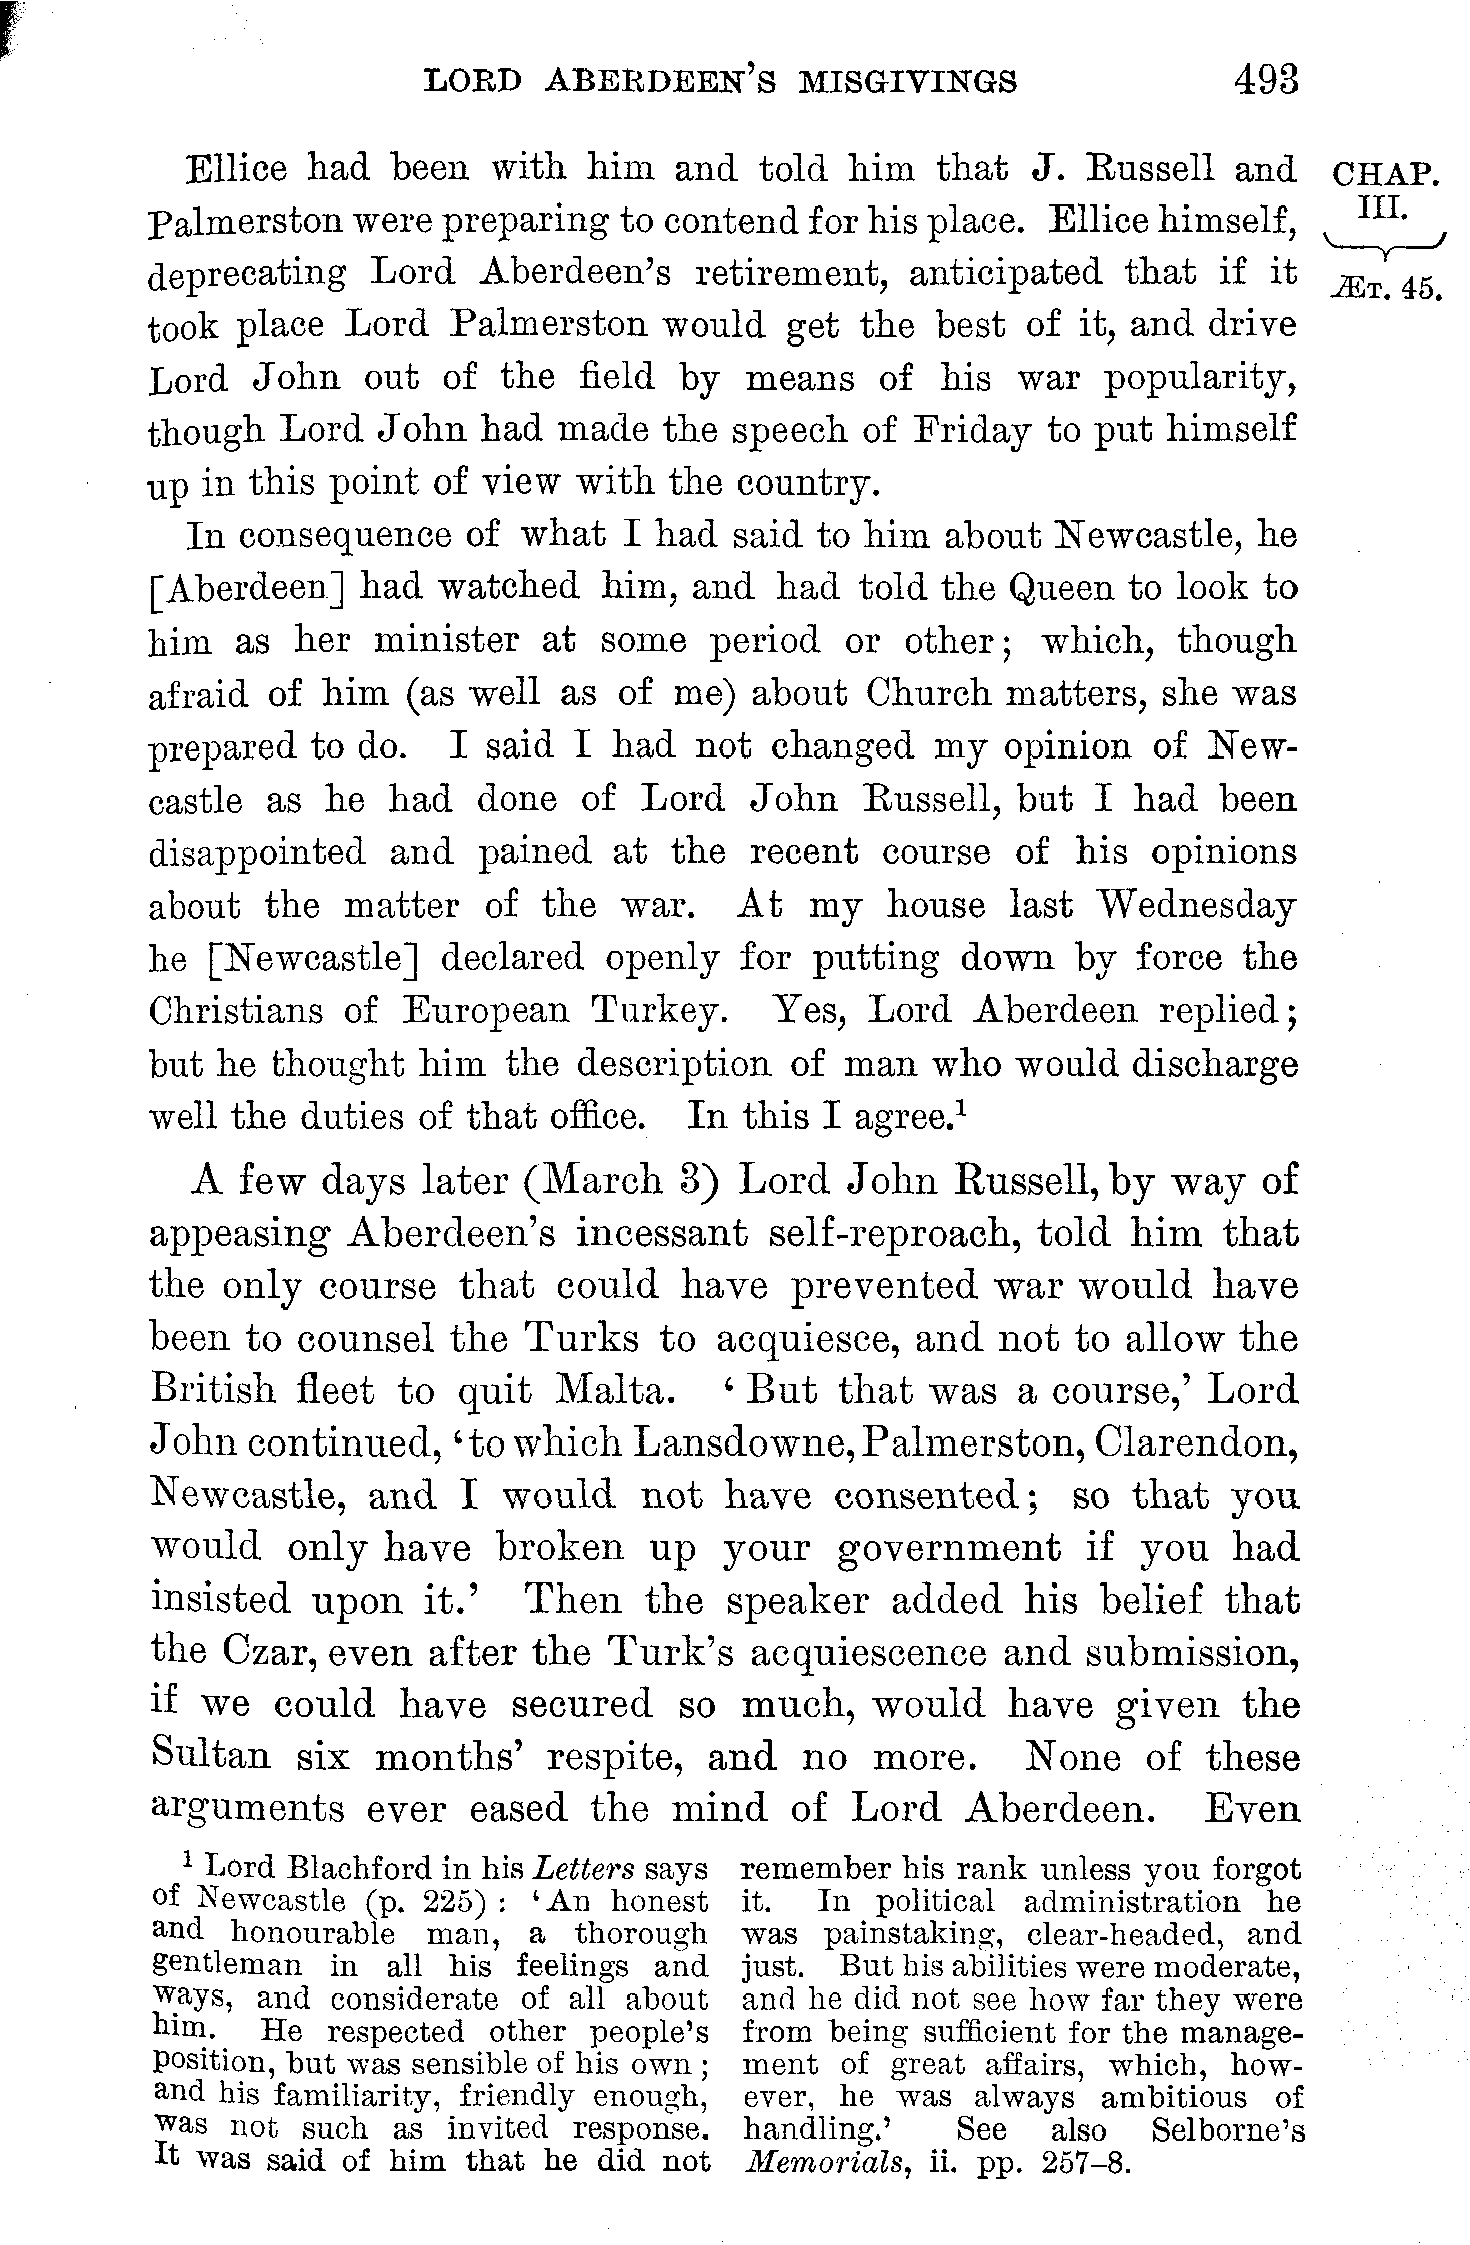 LORD ABERDEEN'S MISGIVINGS 493
CHAP.
III.
ÆT. 45.
Ellice had been with him and told him that J. Russell and
Palmerston were preparing to contend for his place. Ellice himself,
deprecating Lord Aberdeen's retirement, anticipated that if it
took place Lord Palmerston would get the best of it, and drive
Lord John out of the field by means of his war popularity,
though Lord John had made the speech of Friday to put himself
up in this point of view with the country.
In consequence of what I had said to him about Newcastle, he
[Aberdeen] had watched him, and had told the Queen to look to
him as her minister at some period or other; which, though
afraid of him (as well as of me) about Church matters, she was
prepared to do. I said I had not changed my opinion of New-
castle as he had done of Lord John Russell, but I had been
disappointed and pained at the recent course of his opinions
about the matter of the war. At my house last Wednesday
he [Newcastle] declared openly for putting down by force the
Christians of European Turkey. Yes, Lord Aberdeen replied;
but he thought him the description of man who would discharge
well the duties of that office. In this I agree.¹
A few days later (March 3) Lord John Russell, by way of
appeasing Aberdeen's incessant self-reproach, told him that
the only course that could have prevented war would have
been to counsel the Turks to acquiesce, and not to allow the
British fleet to quit Malta. ‘But that was a course,’ Lord
John continued, ‘to which Lansdowne, Palmerston, Clarendon,
Newcastle, and I would not have consented; so that you
would only have broken up your government if you had
insisted upon it.’ Then the speaker added his belief that
the Czar, even after the Turk's acquiescence and submission,
if we could have secured so much, would have given the
Sultan six months' respite, and no more. None of these
arguments ever eased the mind of Lord Aberdeen. Even
¹ Lord Blachford in his Letters says
of Newcastle (p. 225): ‘An honest
and honourable man, a thorough
gentleman in all his feelings and
ways, and considerate of all about
him. He respected other people's
position, but was sensible of his own;
and his familiarity, friendly enough,
was not such as invited response.
It was said of him that he did not
remember his rank unless you forgot
it. In political administration he
was painstaking, clear-headed, and
just. But his abilities were moderate,
and he did not see how far they were
from being sufficient for the manage-
ment of great affairs, which, how-
ever, he was always ambitious of
handling.’ See also Selborne's
Memorials, ii. pp. 257–8.